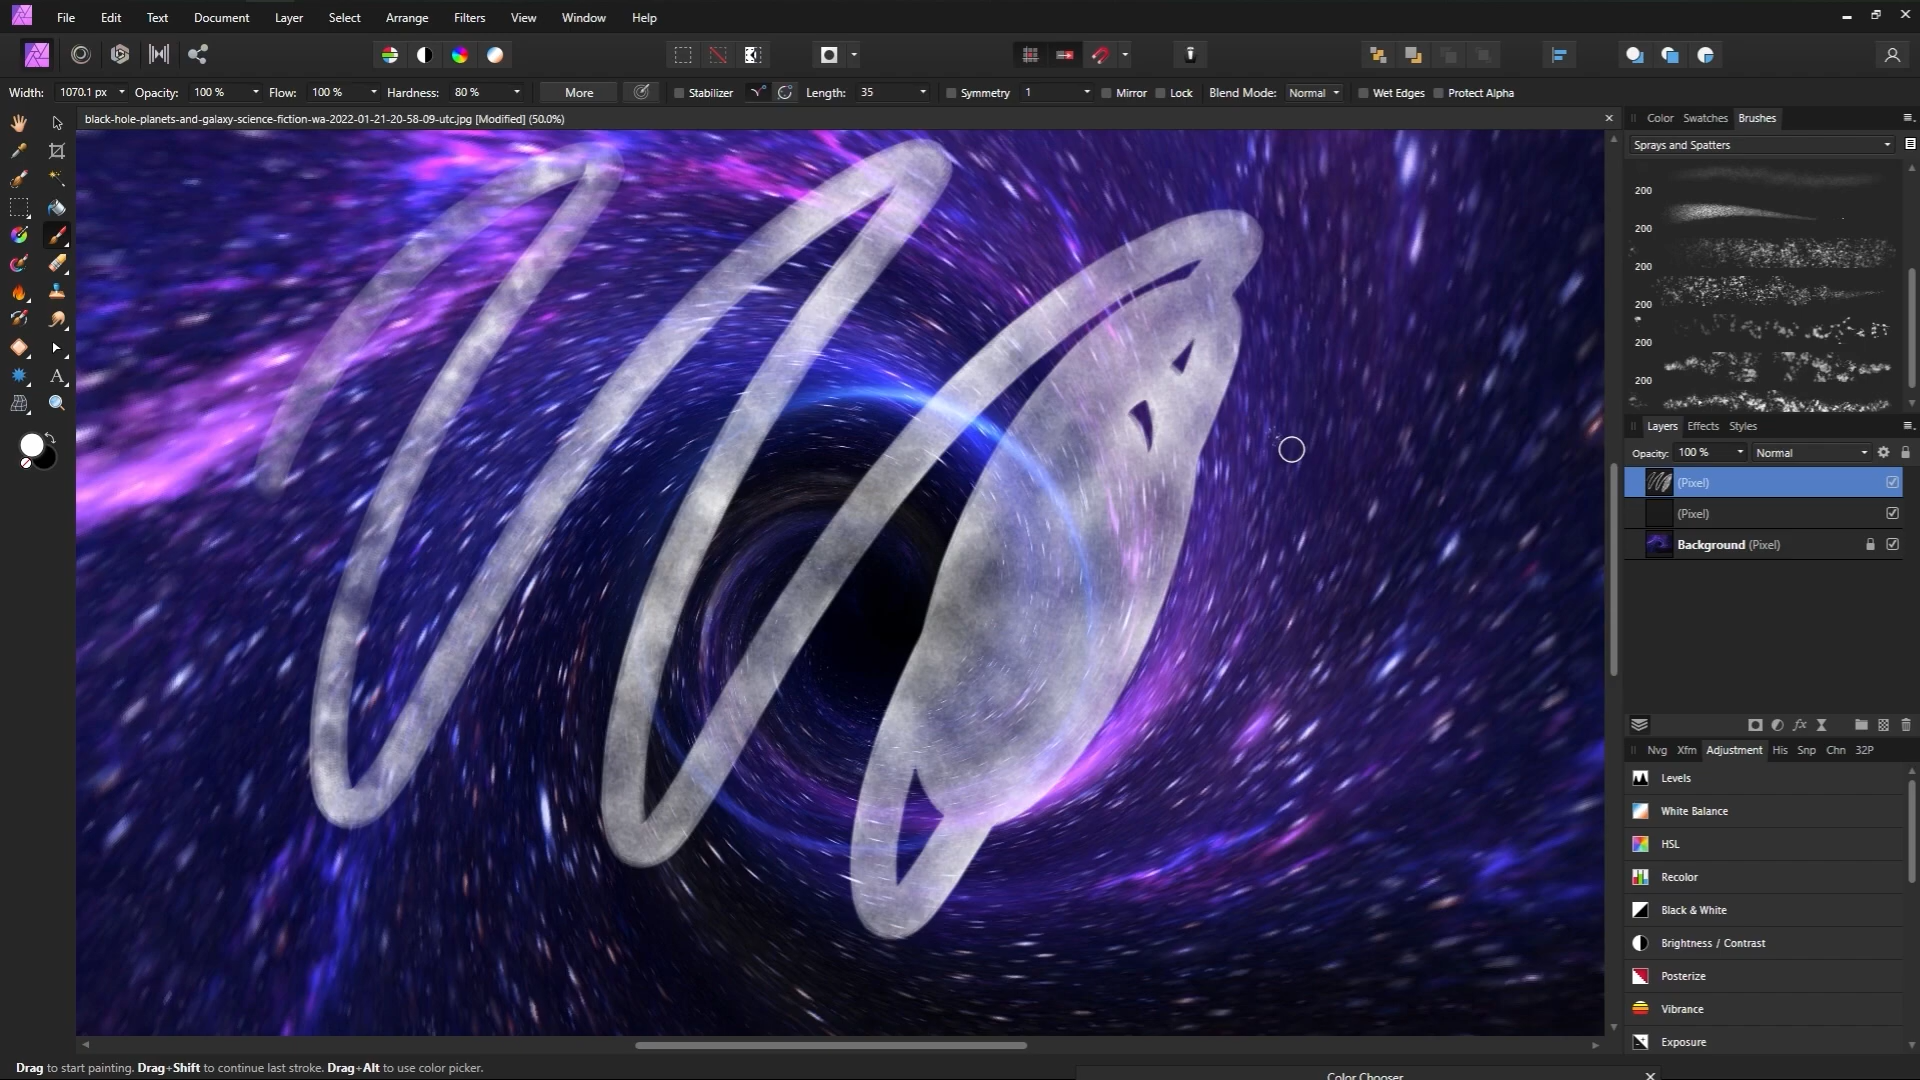 File Edit Text Document Layer Select Arrange Filters View Window Help
Width: 1070.1 px Opacity: 100 % Flow: 100 % Hardness: 80 % More Stabilizer Length: 35 Symmetry 1 Mirror Lock Blend Mode: Normal Wet Edges Protect Alpha
black-hole-planets-and-galaxy-science-fiction-wa-2022-01-21-20-58-09-utc.jpg [Modified] (50.0%)
Color Swatches Brushes
Sprays and Spatters
200
200
200
200
200
200
Layers Effects Styles
Opacity: 100 % Normal
(Pixel)
(Pixel)
Background (Pixel)
Nvg Xfm Adjustment His Snp Chn 32P
Levels
White Balance
HSL
Recolor
Black & White
Brightness / Contrast
Posterize
Vibrance
Exposure
Drag to start painting. Drag+Shift to continue last stroke. Drag+Alt to use color picker.
Color Chooser